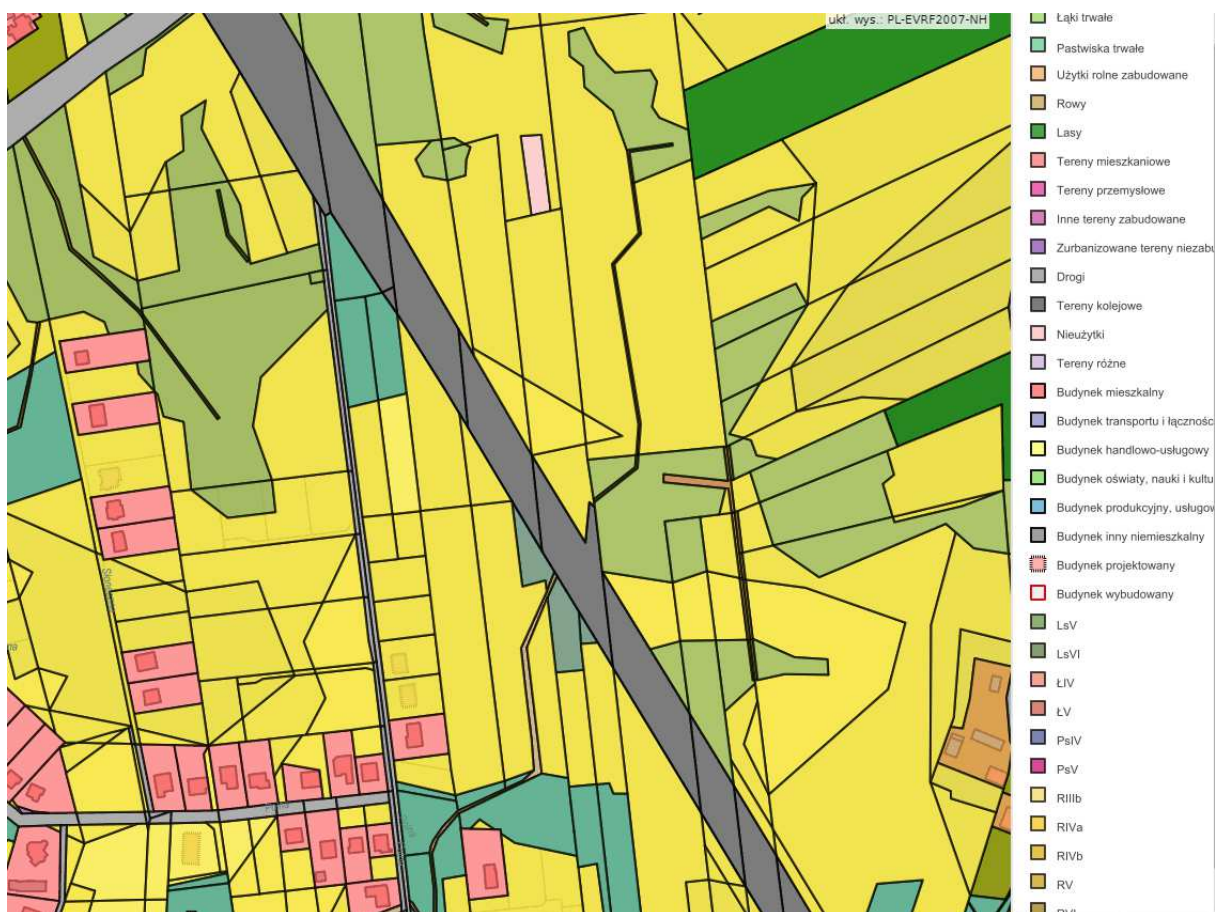 ukł. wys.: PL-EVRF2007-NH
Łąki trwałe
Pastwiska trwałe
Użytki rolne zabudowane
Rowy
Lasy
Tereny mieszkaniowe
Tereny przemysłowe
Inne tereny zabudowane
Zurbanizowane tereny niezabu
Drogi
Tereny kolejowe
Nieużytki
Tereny różne
Budynek mieszkalny
Budynek transportu i łącznośc
Budynek handlowo-usługowy
Budynek oświaty, nauki i kultu
Budynek produkcyjny, usługow
Budynek inny niemieszkalny
Budynek projektowany
Budynek wybudowany
LsV
LsVI
ŁIV
ŁV
PsIV
PsV
RIIIb
RIVa
RIVb
RV
RVI